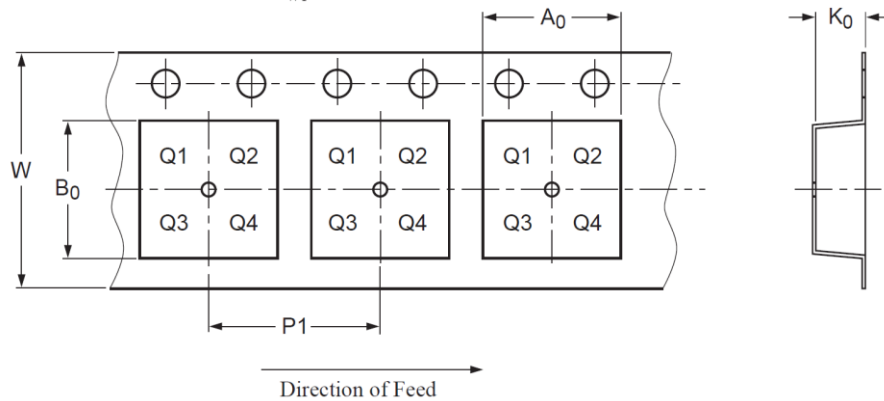 A0
K0
Q1 Q2 Q1 Q2 Q1 Q2
W
B0
Q3 Q4 Q3 Q4 Q3 Q4
P1
Direction of Feed